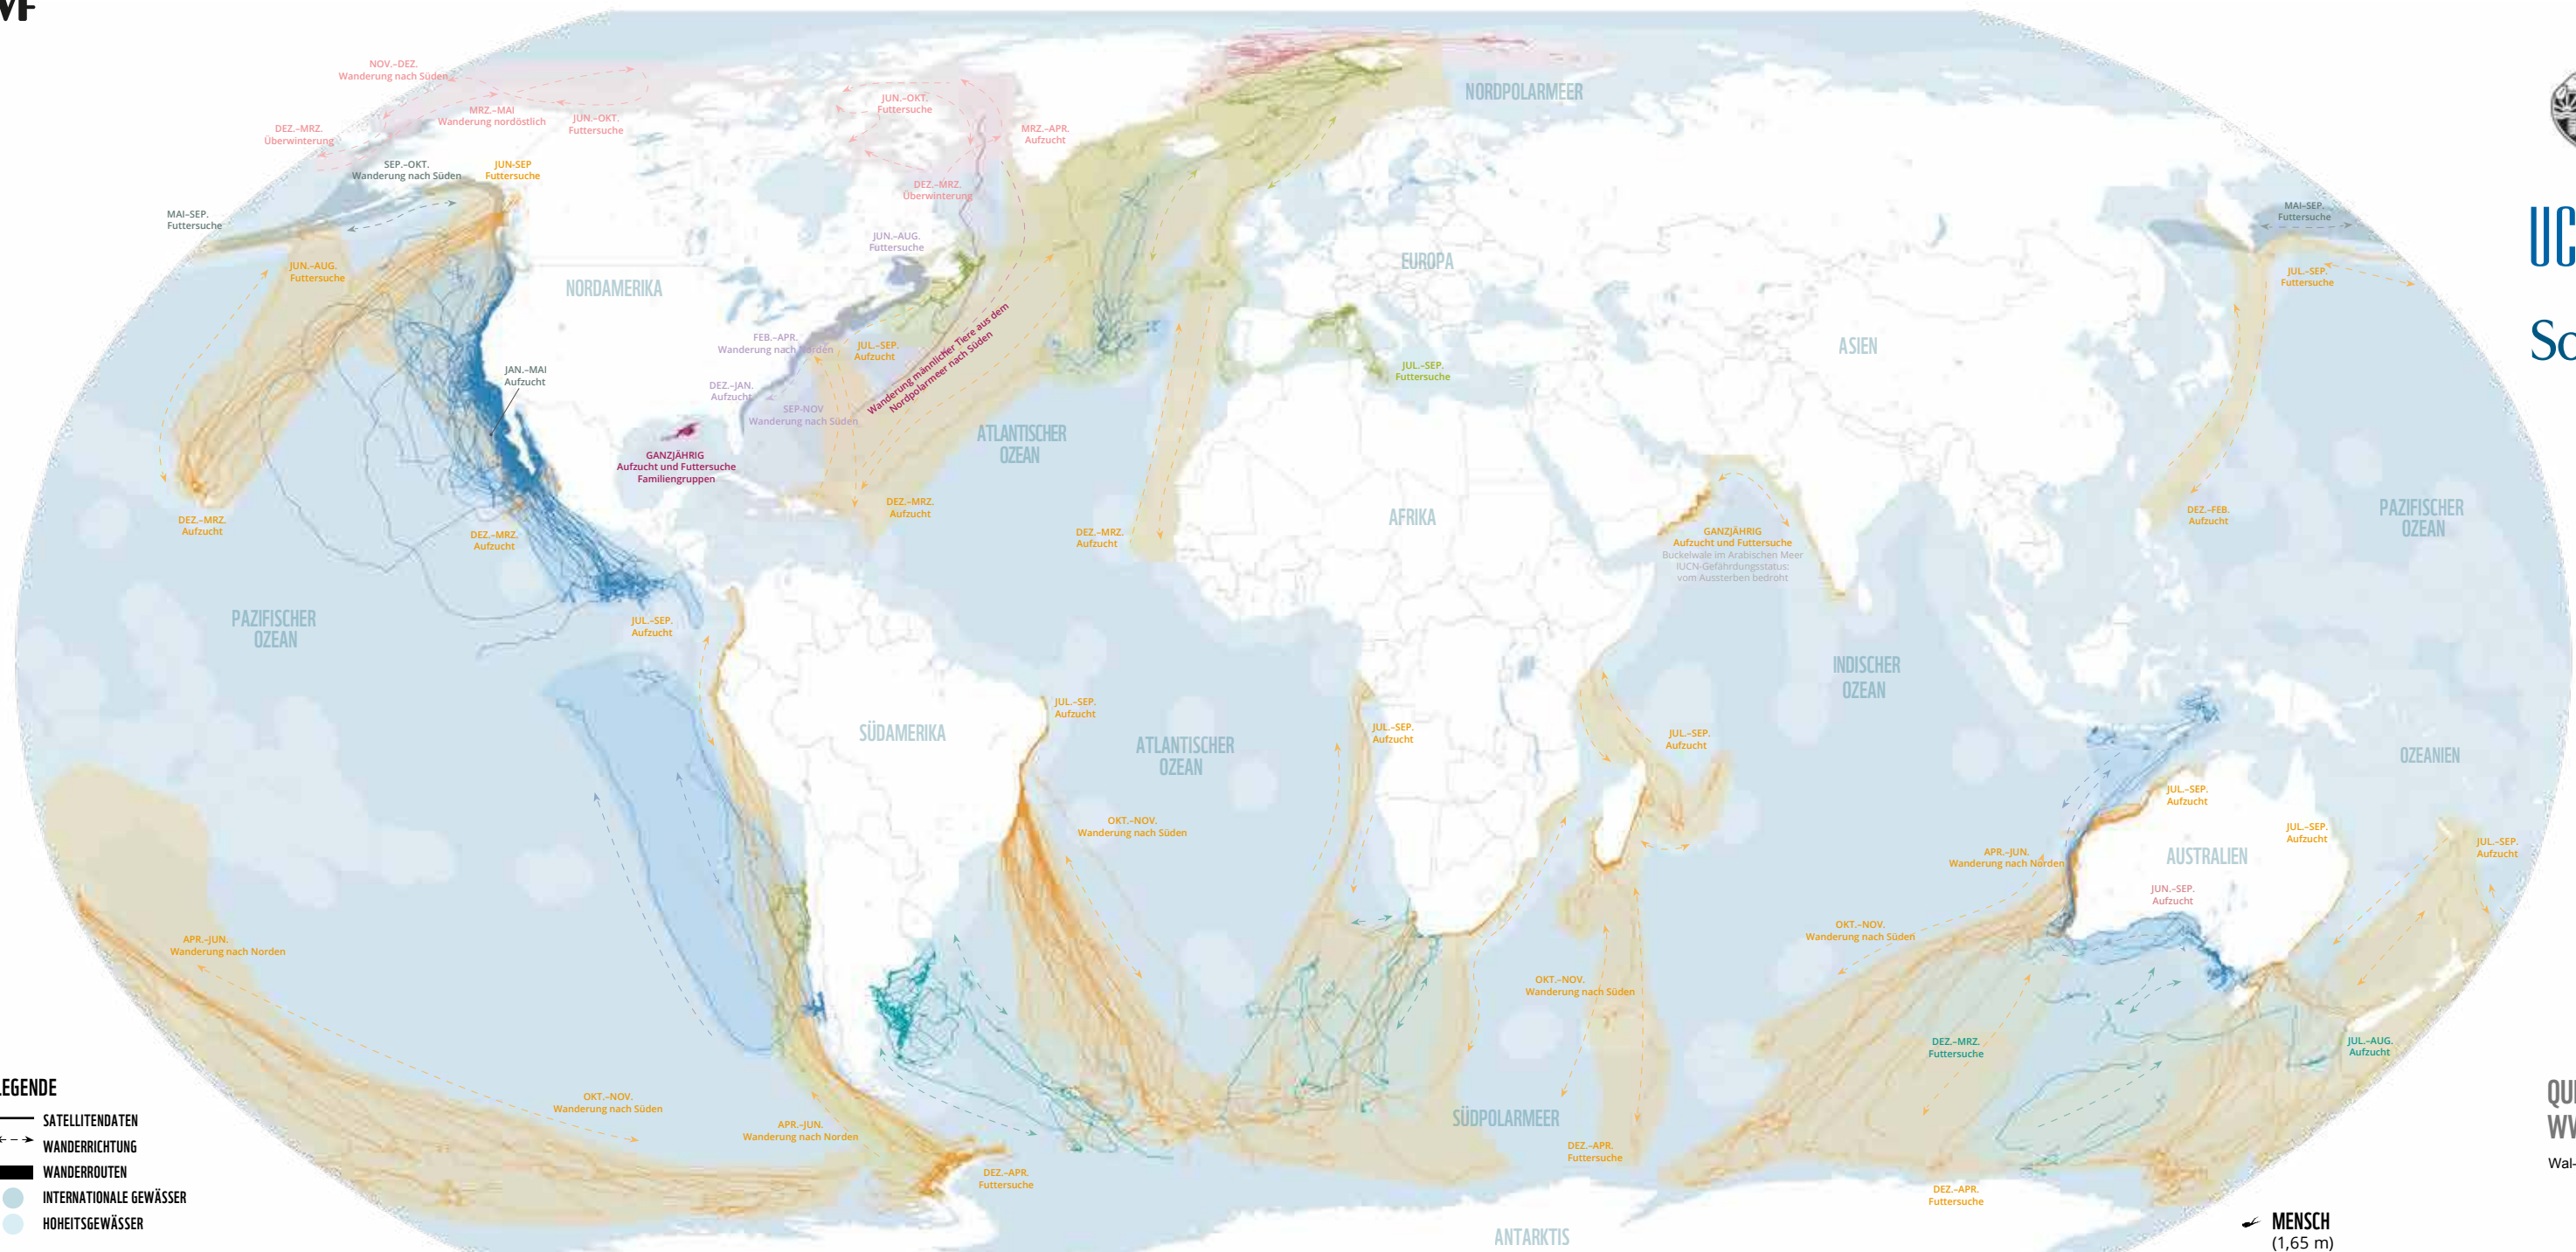 NOV.–DEZ.
Wanderung nach Süden
MRZ.–MAI
Wanderung nordöstlich
JUN.–OKT.
Futtersuche
DEZ.–MRZ.
Überwinterung
SEP.–OKT.
Wanderung nach Süden
JUN-SEP
Futtersuche
MAI–SEP.
Futtersuche
JUN.–AUG.
Futtersuche
JUN.–OKT.
Futtersuche
MRZ.–APR.
Aufzucht
DEZ.–MRZ.
Überwinterung
JUN.–AUG.
Futtersuche
NORDPOLARMEER
MAI–SEP.
Futtersuche
JUL.–SEP.
Futtersuche
NORDAMERIKA
EUROPA
ASIEN
FEB.–APR.
Wanderung nach Norden
JUL.–SEP.
Aufzucht
Wanderung männlicher Tiere aus dem
Nordpolarmeer nach Süden
JAN.–MAI
Aufzucht
DEZ.–JAN.
Aufzucht
SEP-NOV
Wanderung nach Süden
JUL.–SEP.
Futtersuche
ATLANTISCHER
OZEAN
GANZJÄHRIG
Aufzucht und Futtersuche
Familiengruppen
DEZ.–MRZ.
Aufzucht
DEZ.–MRZ.
Aufzucht
DEZ.–MRZ.
Aufzucht
DEZ.–MRZ.
Aufzucht
AFRIKA
GANZJÄHRIG
Aufzucht und Futtersuche
Buckelwale im Arabischen Meer
IUCN-Gefährdungsstatus:
vom Aussterben bedroht
DEZ.–FEB.
Aufzucht
PAZIFISCHER
OZEAN
PAZIFISCHER
OZEAN
JUL.–SEP.
Aufzucht
SÜDAMERIKA
JUL.–SEP.
Aufzucht
ATLANTISCHER
OZEAN
JUL.–SEP.
Aufzucht
JUL.–SEP.
Aufzucht
INDISCHER
OZEAN
OZEANIEN
JUL.–SEP.
Aufzucht
JUL.–SEP.
Aufzucht
JUL.–SEP.
Aufzucht
OKT.–NOV.
Wanderung nach Süden
APR.–JUN.
Wanderung nach Norden
AUSTRALIEN
JUN.–SEP.
Aufzucht
APR.–JUN.
Wanderung nach Norden
OKT.–NOV.
Wanderung nach Süden
OKT.–NOV.
Wanderung nach Süden
DEZ.–MRZ.
Futtersuche
JUL.–AUG.
Aufzucht
OKT.–NOV.
Wanderung nach Süden
APR.–JUN.
Wanderung nach Norden
SÜDPOLARMEER
DEZ.–APR.
Futtersuche
DEZ.–APR.
Futtersuche
DEZ.–APR.
Futtersuche
ANTARKTIS
LEGENDE
SATELLITENDATEN
WANDERRICHTUNG
WANDERROUTEN
INTERNATIONALE GEWÄSSER
HOHEITSGEWÄSSER
MENSCH
(1,65 m)
UC
So
QU
WV
Wal-